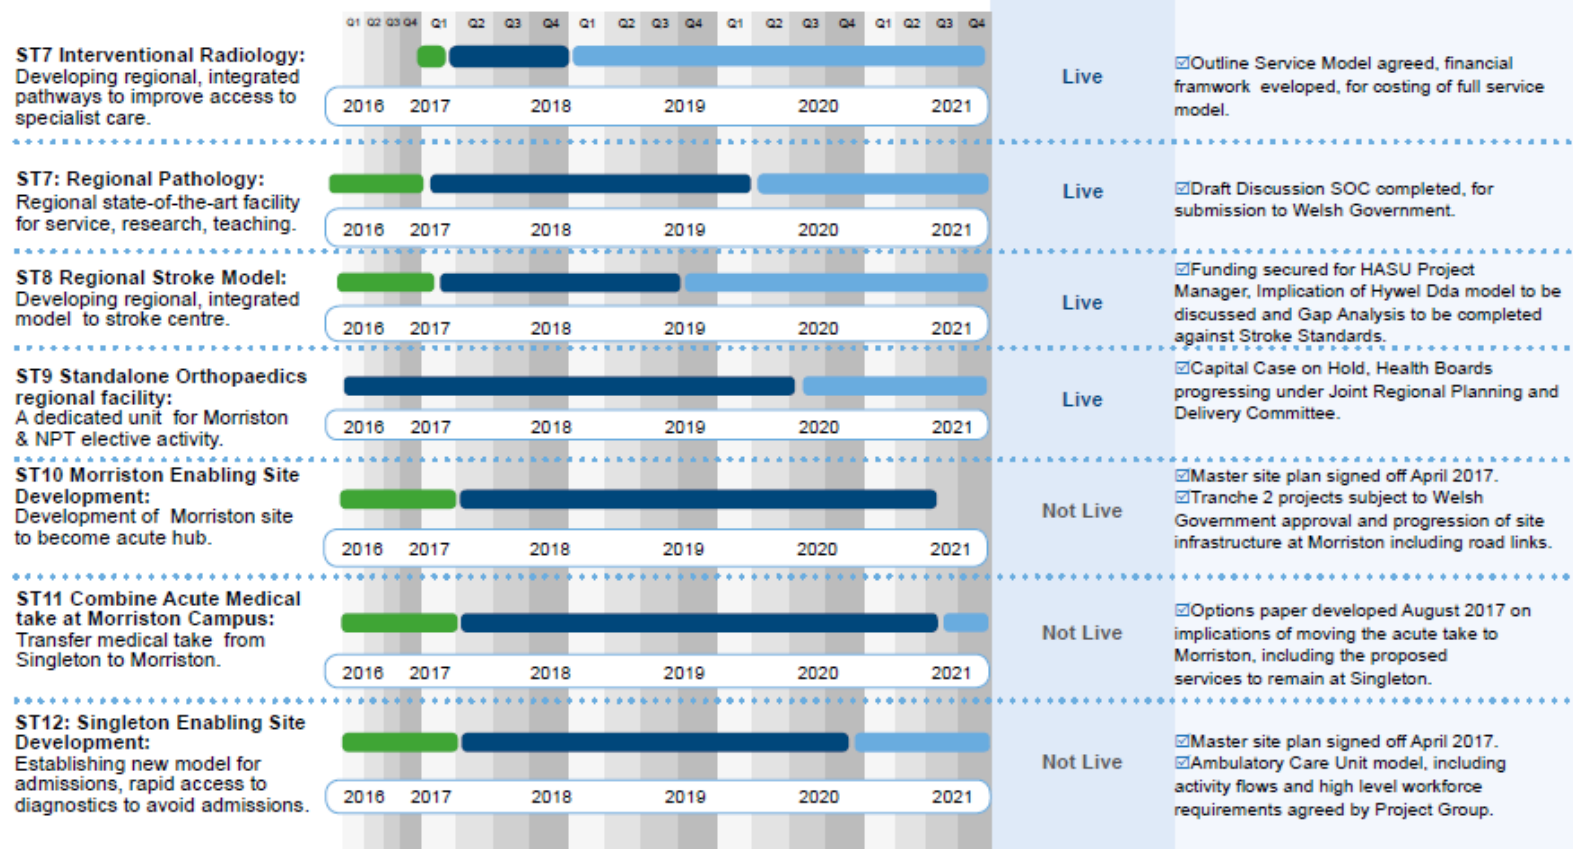 Q1 Q2 Q3 Q4 Q1 Q2 Q3 Q4 Q1 Q2 Q3 Q4 Q1 Q2 Q3 Q4 Q1 Q2 Q3 Q4
ST7 Interventional Radiology:
Developing regional, integrated
pathways to improve access to
specialist care.
2016 2017 2018 2019 2020 2021
Live
☑Outline Service Model agreed, financial
framwork eveloped, for costing of full service
model.
ST7: Regional Pathology:
Regional state-of-the-art facility
for service, research, teaching.
2016 2017 2018 2019 2020 2021
Live
☑Draft Discussion SOC completed, for
submission to Welsh Government.
ST8 Regional Stroke Model:
Developing regional, integrated
model to stroke centre.
2016 2017 2018 2019 2020 2021
Live
☑Funding secured for HASU Project
Manager, Implication of Hywel Dda model to be
discussed and Gap Analysis to be completed
against Stroke Standards.
ST9 Standalone Orthopaedics
regional facility:
A dedicated unit for Morriston
& NPT elective activity.
2016 2017 2018 2019 2020 2021
Live
☑Capital Case on Hold, Health Boards
progressing under Joint Regional Planning and
Delivery Committee.
ST10 Morriston Enabling Site
Development:
Development of Morriston site
to become acute hub.
2016 2017 2018 2019 2020 2021
Not Live
☑Master site plan signed off April 2017.
☑Tranche 2 projects subject to Welsh
Government approval and progression of site
infrastructure at Morriston including road links.
ST11 Combine Acute Medical
take at Morriston Campus:
Transfer medical take from
Singleton to Morriston.
2016 2017 2018 2019 2020 2021
Not Live
☑Options paper developed August 2017 on
implications of moving the acute take to
Morriston, including the proposed
services to remain at Singleton.
ST12: Singleton Enabling Site
Development:
Establishing new model for
admissions, rapid access to
diagnostics to avoid admissions.
2016 2017 2018 2019 2020 2021
Not Live
☑Master site plan signed off April 2017.
☑Ambulatory Care Unit model, including
activity flows and high level workforce
requirements agreed by Project Group.